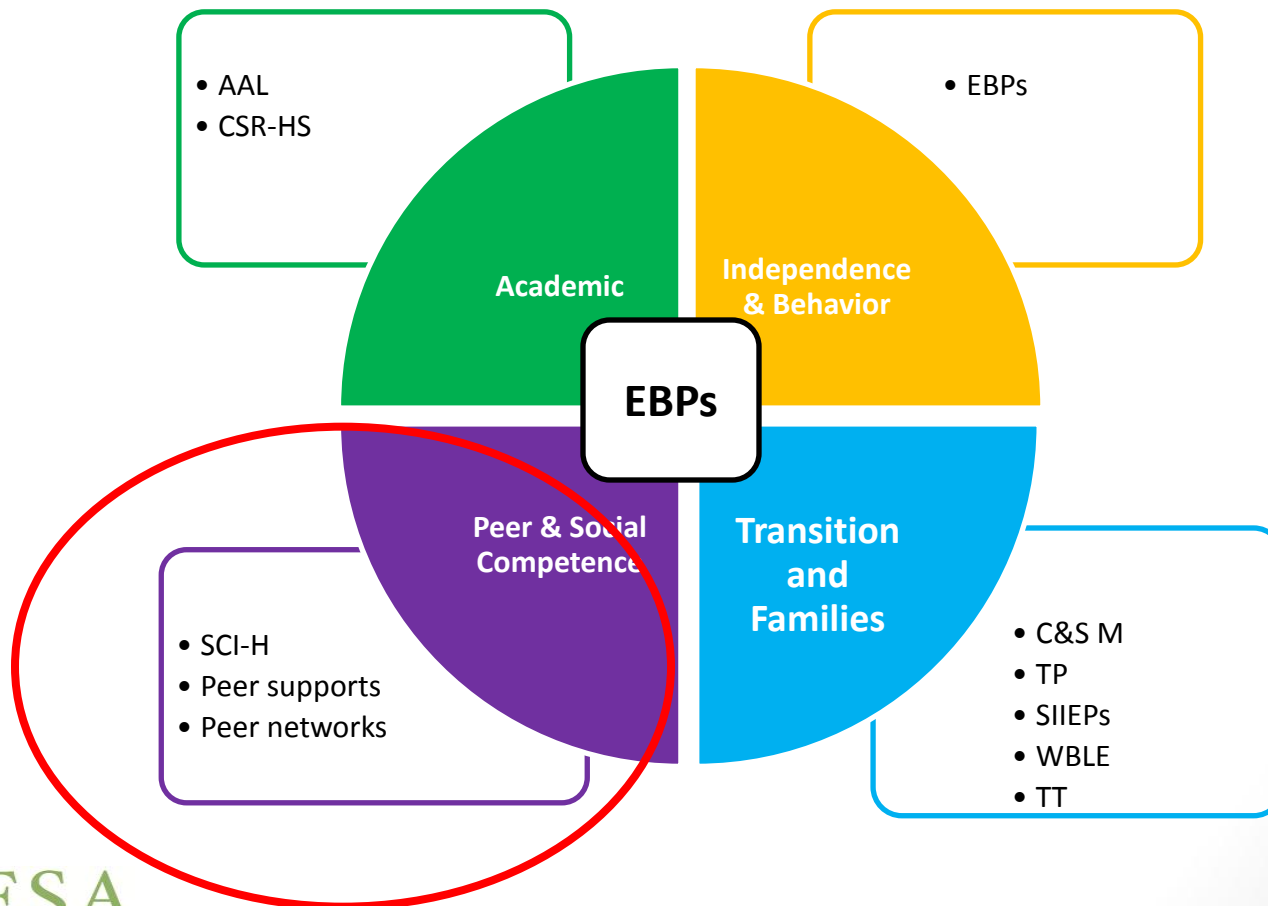 • AAL
• CSR-HS
• EBPs
Academic
Independence
& Behavior
EBPs
Peer & Social
Competence
Transition
and
Families
• SCI-H
• Peer supports
• Peer networks
• C&S M
• TP
• SIIEPs
• WBLE
• TT